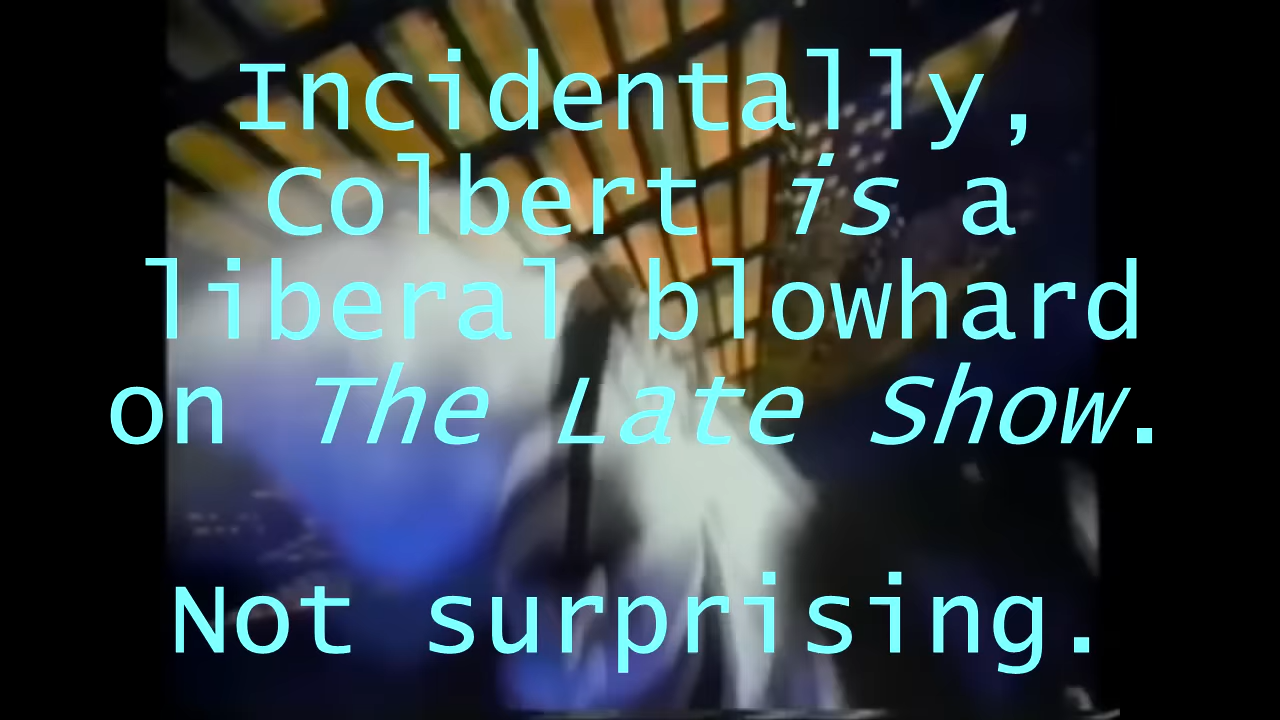 Incidentally,
Colbert is a
liberal blowhard
on The Late Show.
Not surprising.